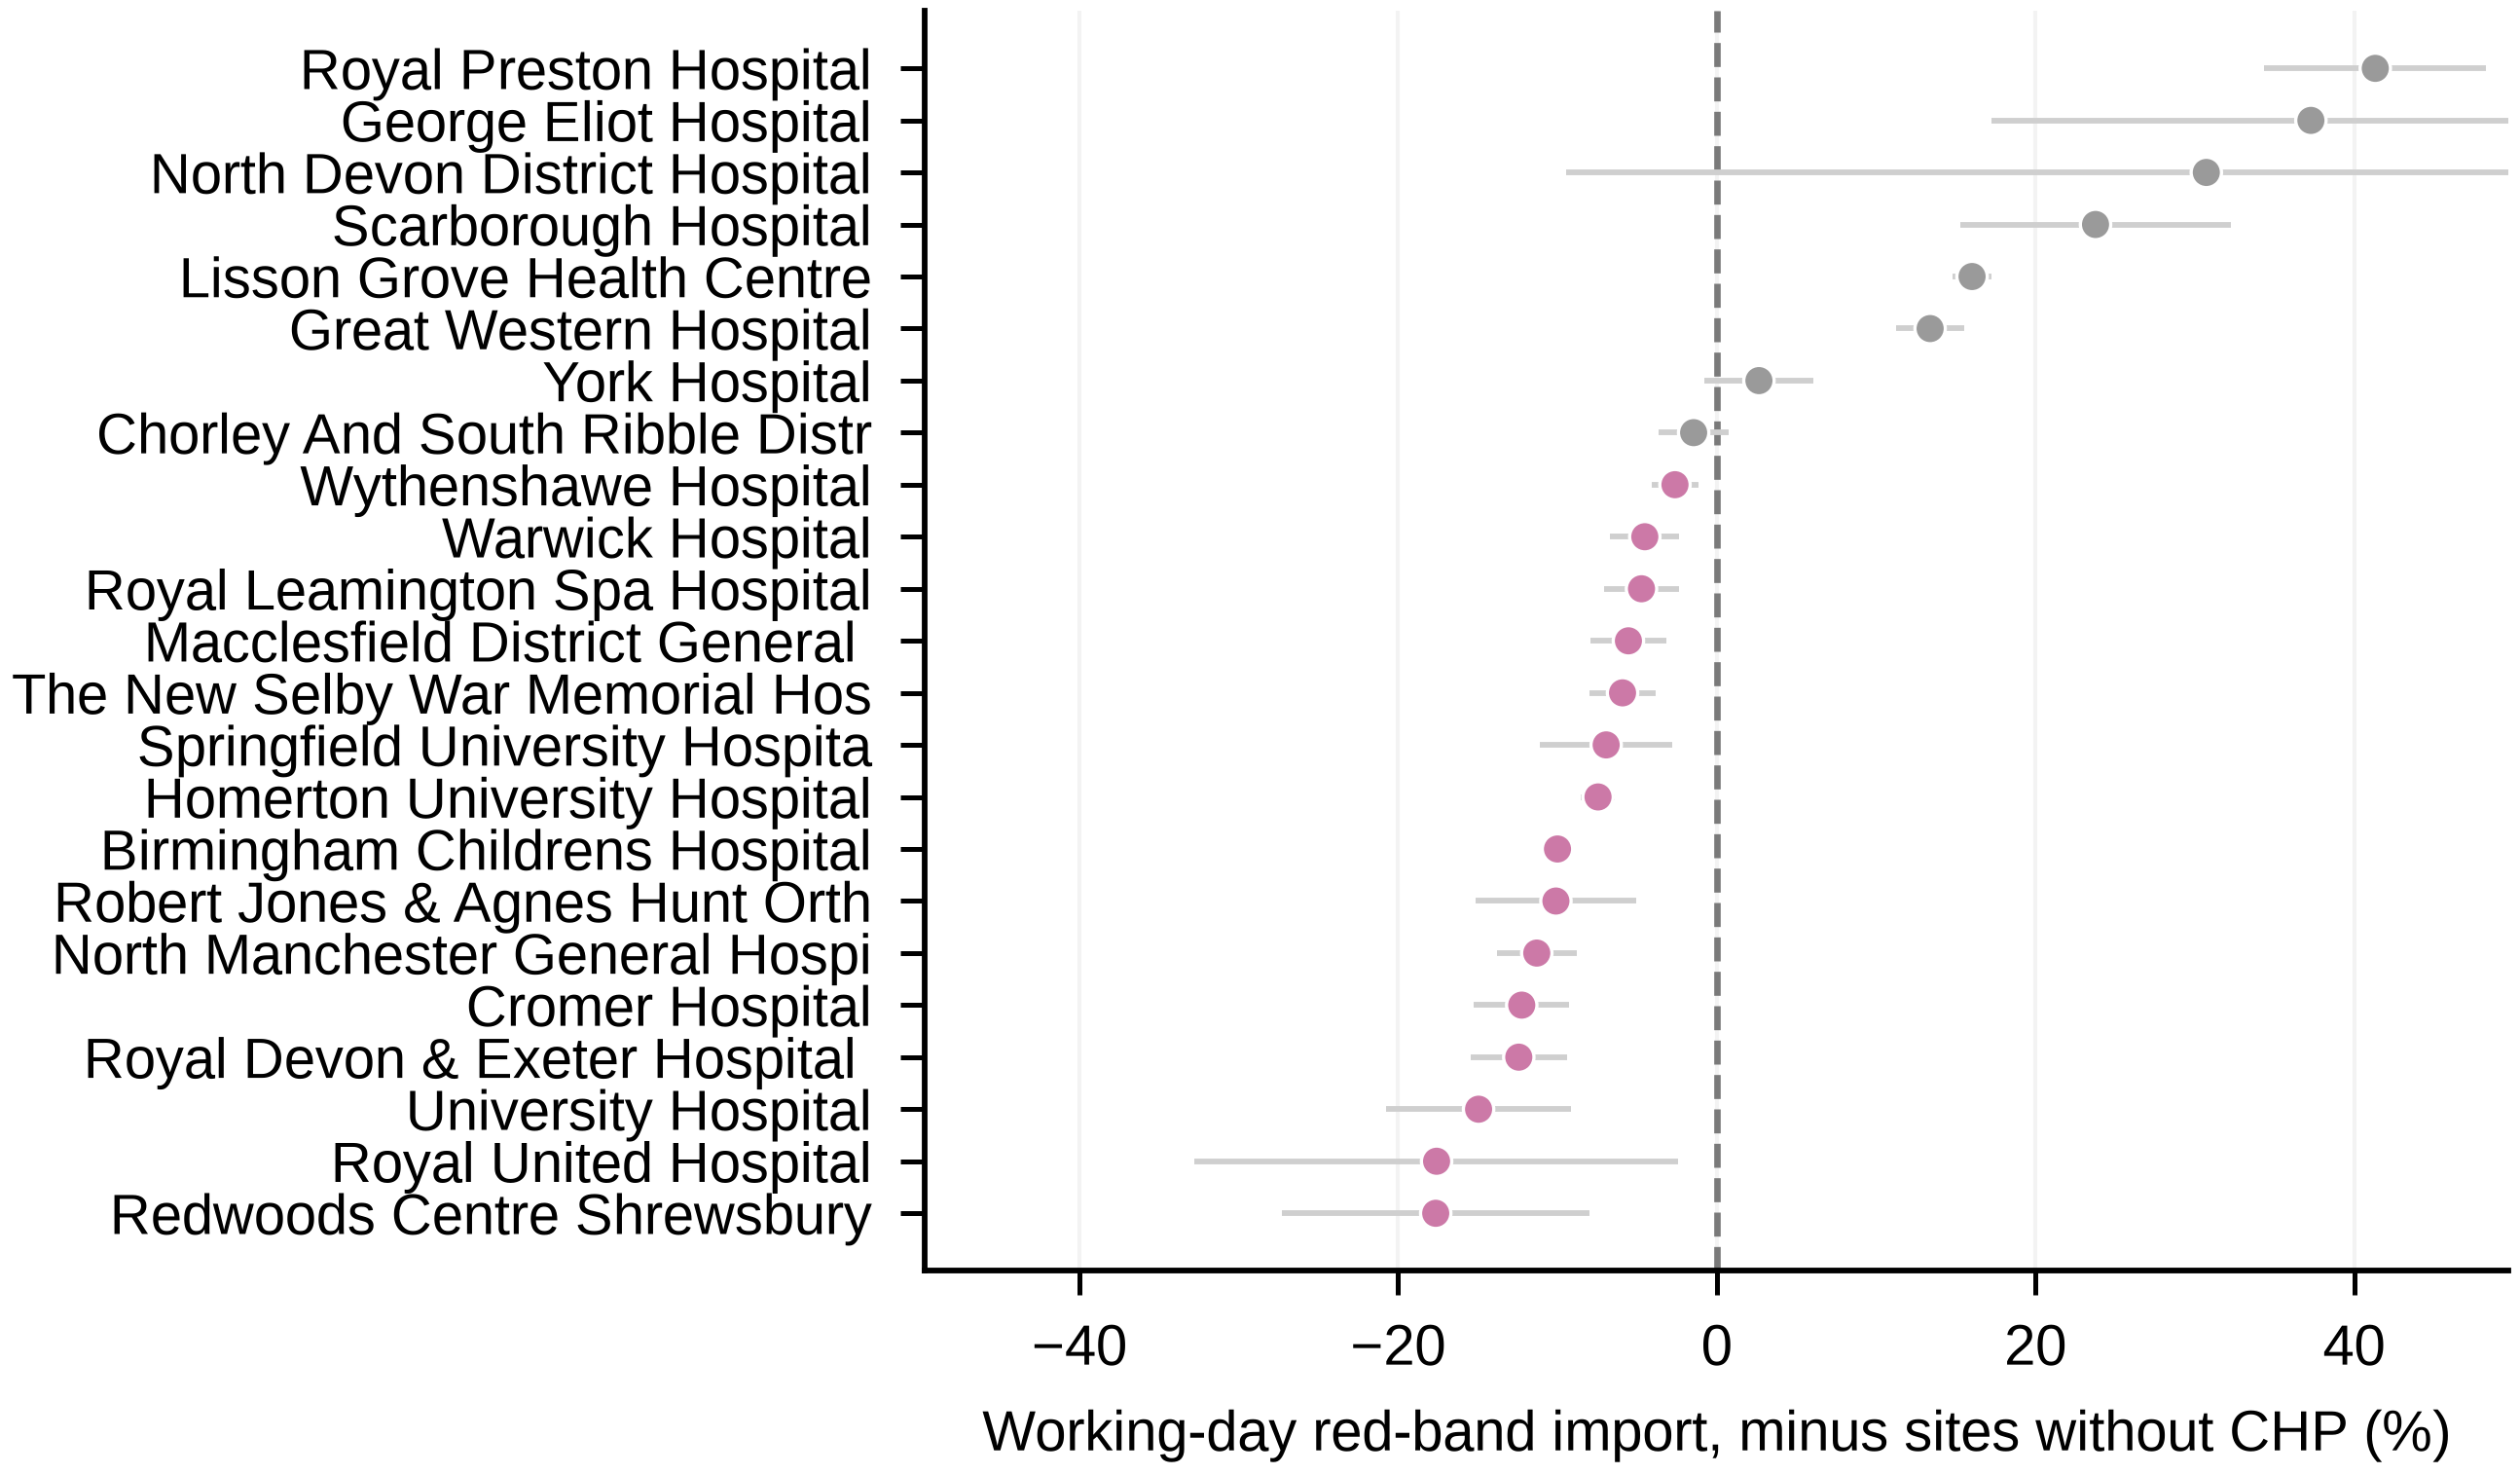 Royal Preston Hospital
George Eliot Hospital
North Devon District Hospital
Scarborough Hospital
Lisson Grove Health Centre
Great Western Hospital
York Hospital
Chorley And South Ribble Distr
Wythenshawe Hospital
Warwick Hospital
Royal Leamington Spa Hospital
Macclesfield District General
The New Selby War Memorial Hos
Springfield University Hospita
Homerton University Hospital
Birmingham Childrens Hospital
Robert Jones & Agnes Hunt Orth
North Manchester General Hospi
Cromer Hospital
Royal Devon & Exeter Hospital
University Hospital
Royal United Hospital
Redwoods Centre Shrewsbury
−40 −20 0 20 40
Working-day red-band import, minus sites without CHP (%)